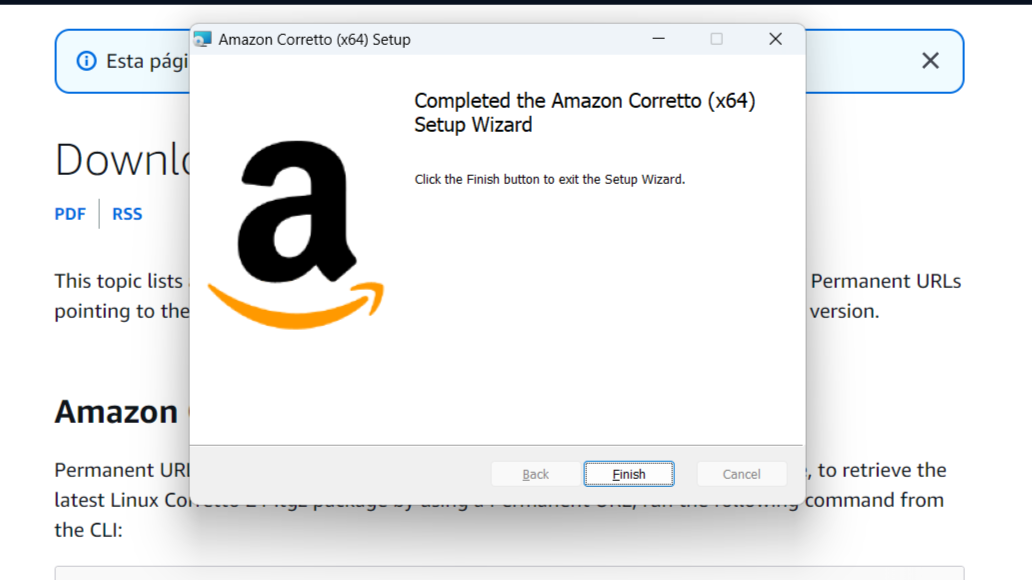 Amazon Corretto (x64) Setup
Esta pági
Completed the Amazon Corretto (x64)
Setup Wizard
Click the Finish button to exit the Setup Wizard.
Back
Finish
Cancel
Downlo
PDF
RSS
This topic lists
Permanent URLs
pointing to the
version.
Amazon
Permanent URL
, to retrieve the
latest Linux Corretto 24 .tgz package by using a Permanent URL, run the following command from
the CLI: